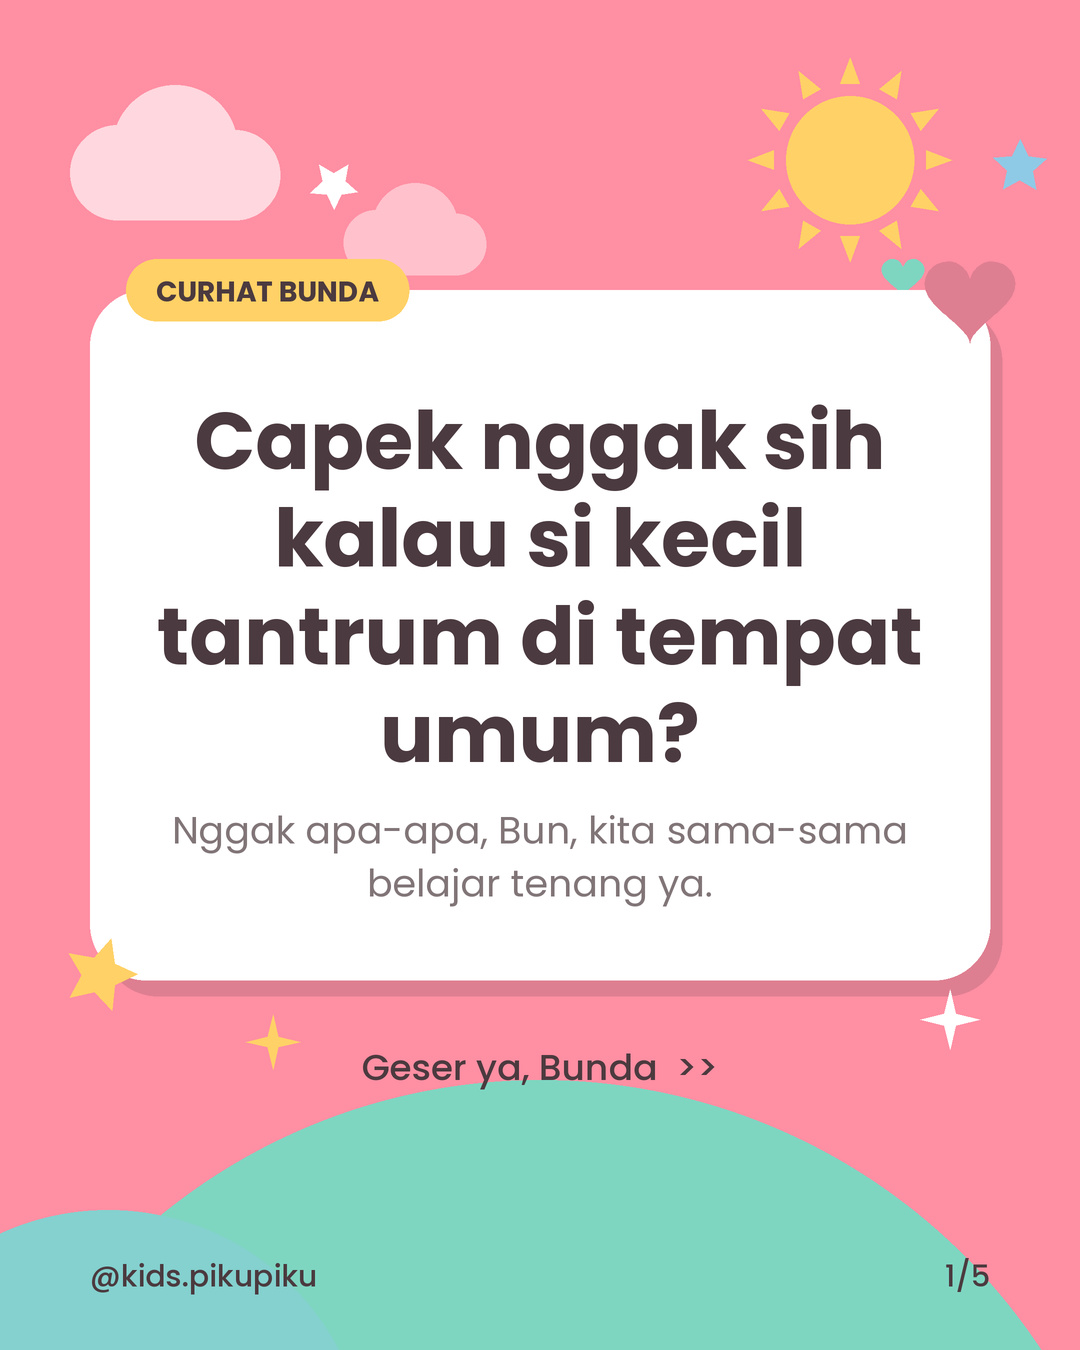 CURHAT BUNDA
Capek nggak sih
kalau si kecil
tantrum di tempat
umum?
Nggak apa-apa, Bun, kita sama-sama
belajar tenang ya.
Geser ya, Bunda >>
@kids.pikupiku
1/5